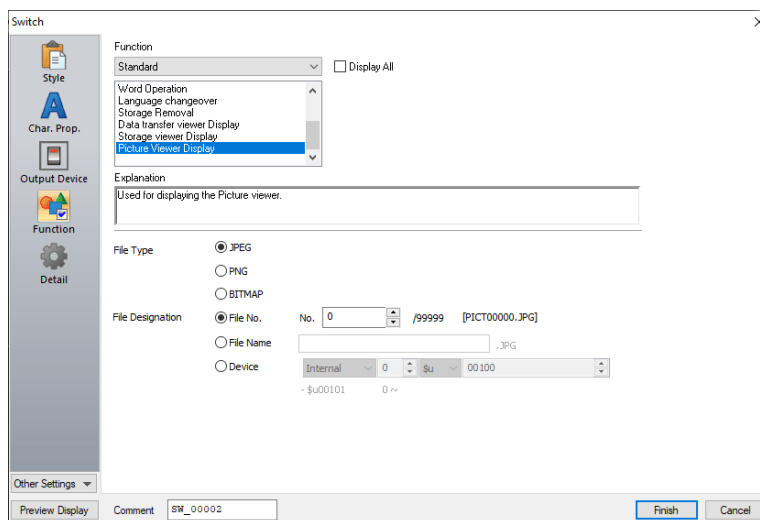 Switch
Style
Char. Prop.
Output Device
Function
Detail
Other Settings
Preview Display
Function
Standard
Display All
Word Operation
Language changeover
Storage Removal
Data transfer viewer Display
Storage viewer Display
Picture Viewer Display
Explanation
Used for displaying the Picture viewer.
File Type
JPEG
PNG
BITMAP
File Designation
File No. No. 0 /99999 [PICT00000.JPG]
File Name .JPG
Device Internal 0 $u 00100
- $u00101 0 ~
Comment SW_00002
Finish Cancel